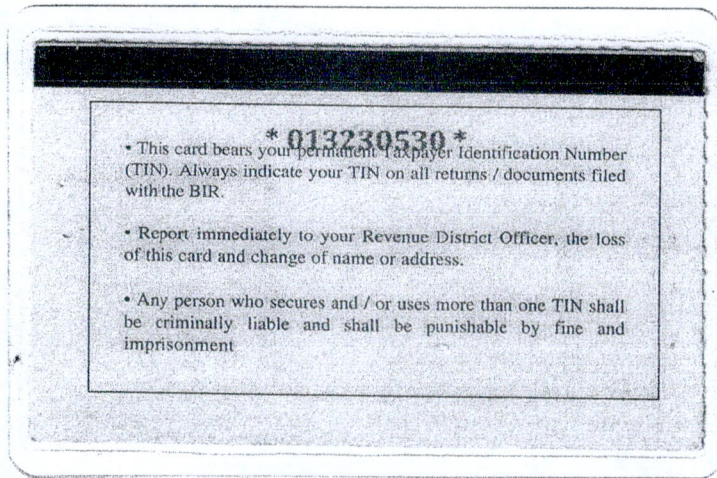 * 013230530 *
• This card bears your permanent Taxpayer Identification Number
(TIN). Always indicate your TIN on all returns / documents filed
with the BIR.
• Report immediately to your Revenue District Officer, the loss
of this card and change of name or address.
• Any person who secures and / or uses more than one TIN shall
be criminally liable and shall be punishable by fine and
imprisonment